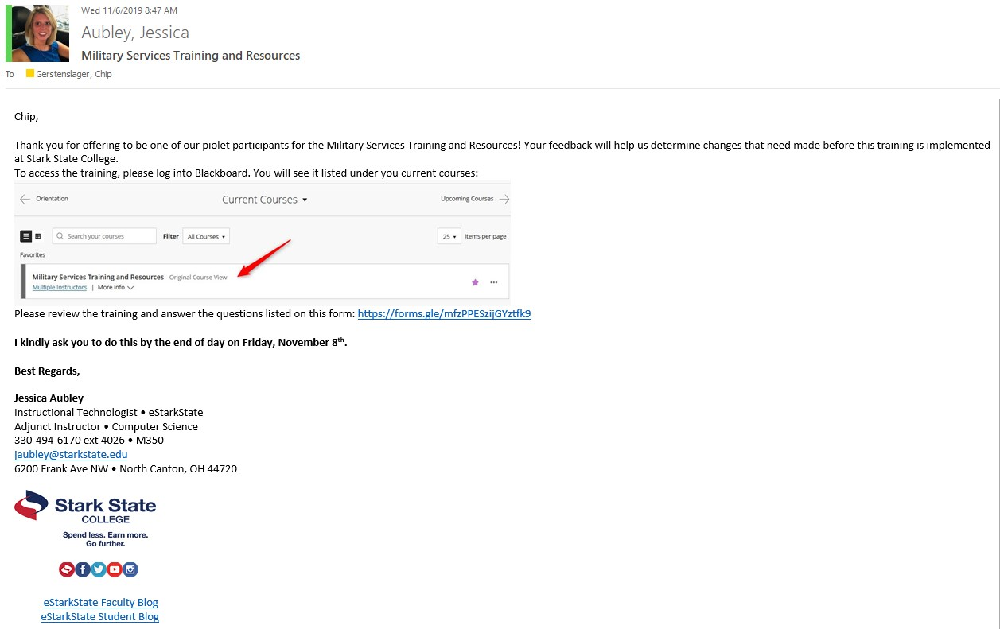 Wed 11/6/2019 8:47 AM
Aubley, Jessica
Military Services Training and Resources
To Gerstenslager, Chip
Chip,
Thank you for offering to be one of our piolet participants for the Military Services Training and Resources! Your feedback will help us determine changes that need made before this training is implemented
at Stark State College.
To access the training, please log into Blackboard. You will see it listed under you current courses:
Orientation Current Courses Upcoming Courses
Search your courses Filter All Courses 25 items per page
Favorites
Military Services Training and Resources Original Course View
Multiple Instructors | More info
Please review the training and answer the questions listed on this form: https://forms.gle/mfzPPESzijGYztfk9
I kindly ask you to do this by the end of day on Friday, November 8th.
Best Regards,
Jessica Aubley
Instructional Technologist • eStarkState
Adjunct Instructor • Computer Science
330-494-6170 ext 4026 • M350
jaubley@starkstate.edu
6200 Frank Ave NW • North Canton, OH 44720
Stark State
COLLEGE
Spend less. Earn more.
Go further.
eStarkState Faculty Blog
eStarkState Student Blog